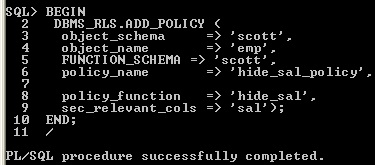 SQL> BEGIN
2 DBMS_RLS.ADD_POLICY (
3 object_schema => 'scott',
4 object_name => 'emp',
5 FUNCTION_SCHEMA => 'scott',
6 policy_name => 'hide_sal_policy',
7
8 policy_function => 'hide_sal',
9 sec_relevant_cols => 'sal');
10 END;
11 /
PL/SQL procedure successfully completed.